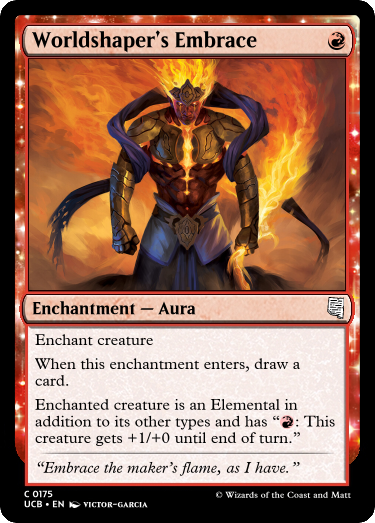 Worldshaper's Embrace
Enchantment — Aura
Enchant creature
When this enchantment enters, draw a
card.
Enchanted creature is an Elemental in
addition to its other types and has “: This
creature gets +1/+0 until end of turn.”
“Embrace the maker's flame, as I have.”
C 0175
UCB • EN VICTOR-GARCIA
© Wizards of the Coast and Matt